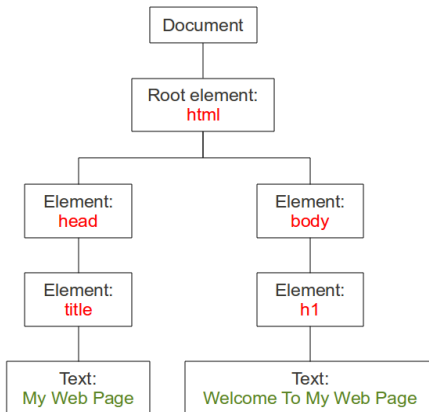 Document
Root element:
html
Element:
head
Element:
body
Element:
title
Element:
h1
Text:
My Web Page
Text:
Welcome To My Web Page